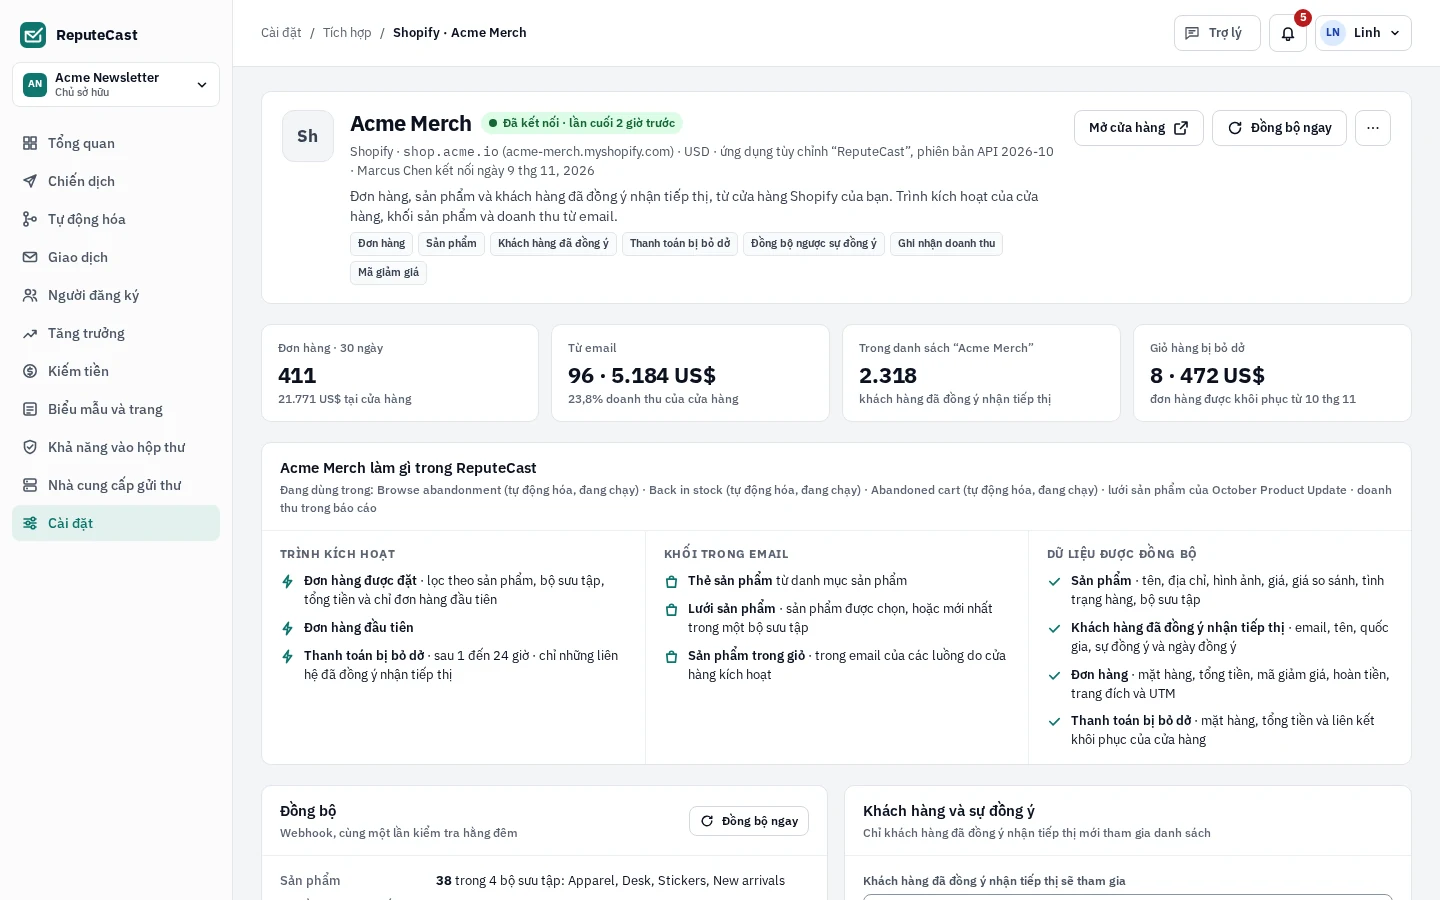 ReputeCast
AN
Acme Newsletter
Chủ sở hữu
Tổng quan
Chiến dịch
Tự động hóa
Giao dịch
Người đăng ký
Tăng trưởng
Kiếm tiền
Biểu mẫu và trang
Khả năng vào hộp thư
Nhà cung cấp gửi thư
Cài đặt
Cài đặt / Tích hợp / Shopify · Acme Merch
Trợ lý
5
LN
Linh
Sh
Acme Merch
Đã kết nối · lần cuối 2 giờ trước
Shopify · shop.acme.io (acme-merch.myshopify.com) · USD · ứng dụng tùy chỉnh “ReputeCast”, phiên bản API 2026-10
· Marcus Chen kết nối ngày 9 thg 11, 2026
Đơn hàng, sản phẩm và khách hàng đã đồng ý nhận tiếp thị, từ cửa hàng Shopify của bạn. Trình kích hoạt của cửa
hàng, khối sản phẩm và doanh thu từ email.
Đơn hàng
Sản phẩm
Khách hàng đã đồng ý
Thanh toán bị bỏ dở
Đồng bộ ngược sự đồng ý
Ghi nhận doanh thu
Mã giảm giá
Mở cửa hàng
Đồng bộ ngay
Đơn hàng · 30 ngày
411
21.771 US$ tại cửa hàng
Từ email
96 · 5.184 US$
23,8% doanh thu của cửa hàng
Trong danh sách “Acme Merch”
2.318
khách hàng đã đồng ý nhận tiếp thị
Giỏ hàng bị bỏ dở
8 · 472 US$
đơn hàng được khôi phục từ 10 thg 11
Acme Merch làm gì trong ReputeCast
Đang dùng trong: Browse abandonment (tự động hóa, đang chạy) · Back in stock (tự động hóa, đang chạy) · Abandoned cart (tự động hóa, đang chạy) · lưới sản phẩm của October Product Update · doanh
thu trong báo cáo
TRÌNH KÍCH HOẠT
Đơn hàng được đặt · lọc theo sản phẩm, bộ sưu tập,
tổng tiền và chỉ đơn hàng đầu tiên
Đơn hàng đầu tiên
Thanh toán bị bỏ dở · sau 1 đến 24 giờ · chỉ những liên
hệ đã đồng ý nhận tiếp thị
KHỐI TRONG EMAIL
Thẻ sản phẩm từ danh mục sản phẩm
Lưới sản phẩm · sản phẩm được chọn, hoặc mới nhất
trong một bộ sưu tập
Sản phẩm trong giỏ · trong email của các luồng do cửa
hàng kích hoạt
DỮ LIỆU ĐƯỢC ĐỒNG BỘ
Sản phẩm · tên, địa chỉ, hình ảnh, giá, giá so sánh, tình
trạng hàng, bộ sưu tập
Khách hàng đã đồng ý nhận tiếp thị · email, tên, quốc
gia, sự đồng ý và ngày đồng ý
Đơn hàng · mặt hàng, tổng tiền, mã giảm giá, hoàn tiền,
trang đích và UTM
Thanh toán bị bỏ dở · mặt hàng, tổng tiền và liên kết
khôi phục của cửa hàng
Đồng bộ
Webhook, cùng một lần kiểm tra hằng đêm
Đồng bộ ngay
Sản phẩm
38 trong 4 bộ sưu tập: Apparel, Desk, Stickers, New arrivals
Khách hàng và sự đồng ý
Chỉ khách hàng đã đồng ý nhận tiếp thị mới tham gia danh sách
Khách hàng đã đồng ý nhận tiếp thị sẽ tham gia